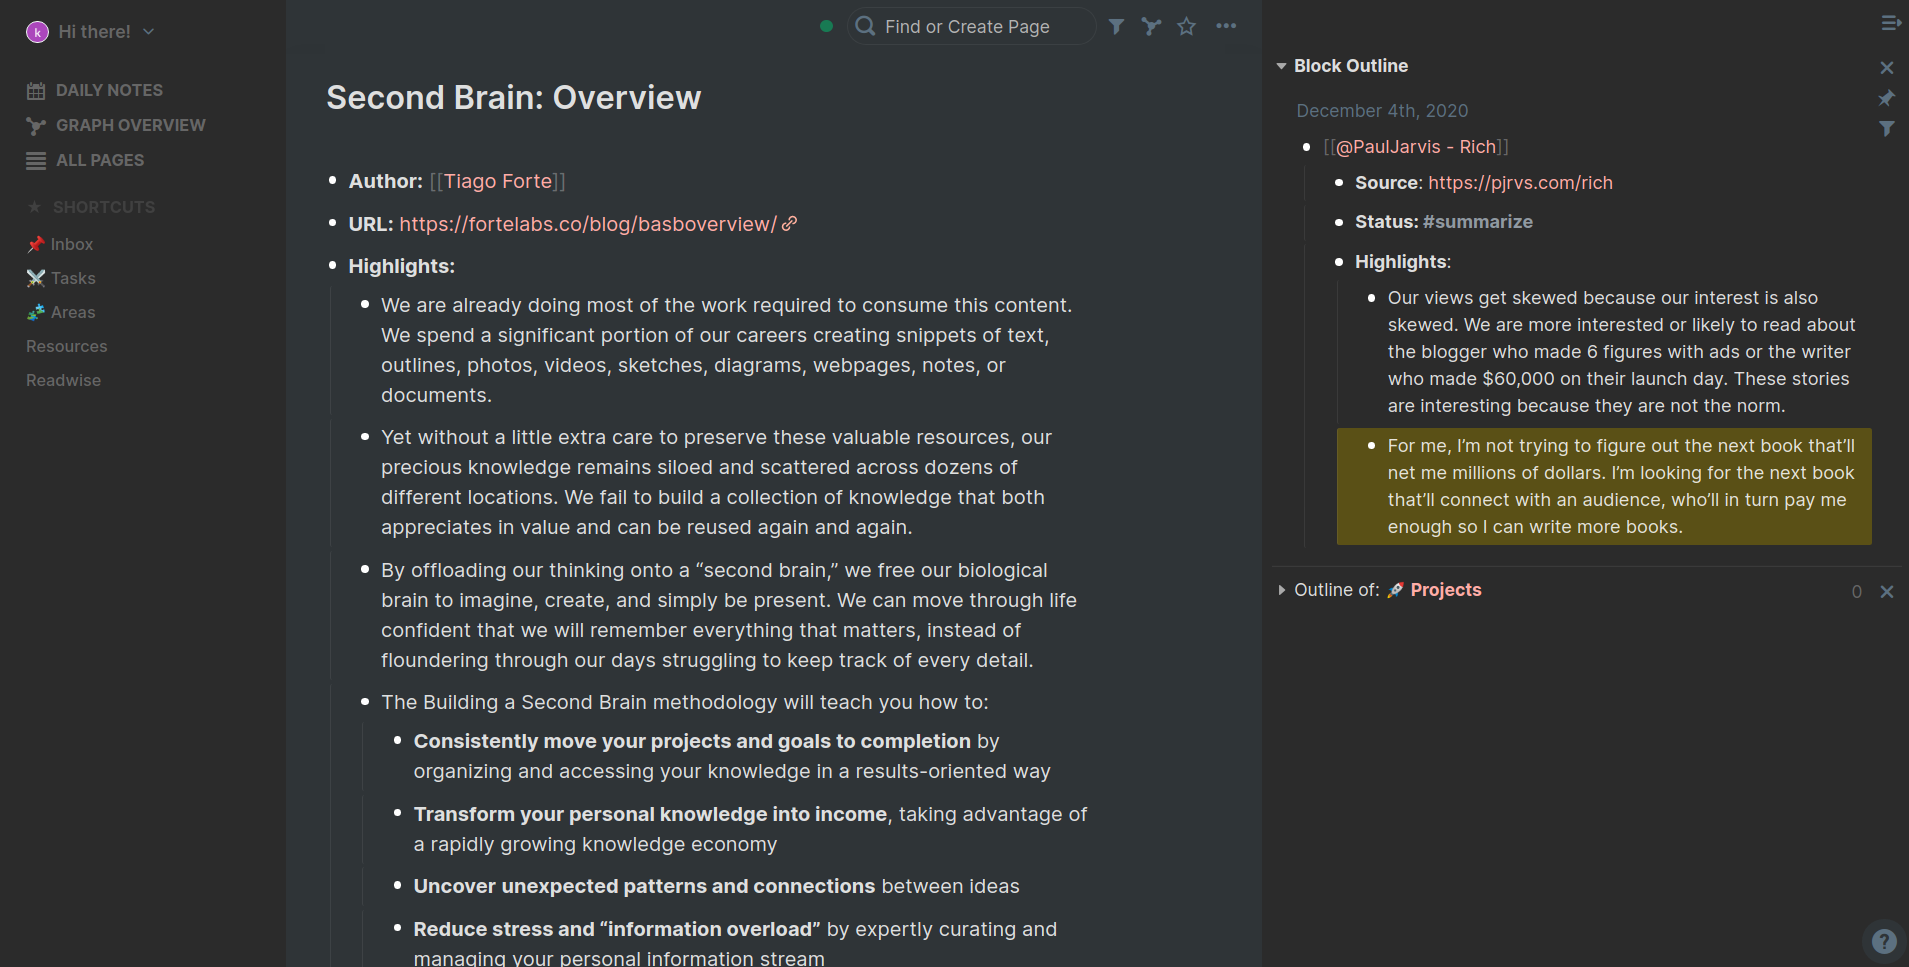 k
Hi there!
DAILY NOTES
GRAPH OVERVIEW
ALL PAGES
★ SHORTCUTS
📌 Inbox
⚔️ Tasks
🧩 Areas
Resources
Readwise
Find or Create Page
Second Brain: Overview
• Author: [[Tiago Forte]]
• URL: https://fortelabs.co/blog/basboverview/
• Highlights:
• We are already doing most of the work required to consume this content.
We spend a significant portion of our careers creating snippets of text,
outlines, photos, videos, sketches, diagrams, webpages, notes, or
documents.
• Yet without a little extra care to preserve these valuable resources, our
precious knowledge remains siloed and scattered across dozens of
different locations. We fail to build a collection of knowledge that both
appreciates in value and can be reused again and again.
• By offloading our thinking onto a “second brain,” we free our biological
brain to imagine, create, and simply be present. We can move through life
confident that we will remember everything that matters, instead of
floundering through our days struggling to keep track of every detail.
• The Building a Second Brain methodology will teach you how to:
• Consistently move your projects and goals to completion by
organizing and accessing your knowledge in a results-oriented way
• Transform your personal knowledge into income, taking advantage of
a rapidly growing knowledge economy
• Uncover unexpected patterns and connections between ideas
• Reduce stress and “information overload” by expertly curating and
managing your personal information stream
Block Outline
December 4th, 2020
• [[@PaulJarvis - Rich]]
• Source: https://pjrvs.com/rich
• Status: #summarize
• Highlights:
• Our views get skewed because our interest is also
skewed. We are more interested or likely to read about
the blogger who made 6 figures with ads or the writer
who made $60,000 on their launch day. These stories
are interesting because they are not the norm.
• For me, I’m not trying to figure out the next book that’ll
net me millions of dollars. I’m looking for the next book
that’ll connect with an audience, who’ll in turn pay me
enough so I can write more books.
Outline of: 🚀 Projects 0
?